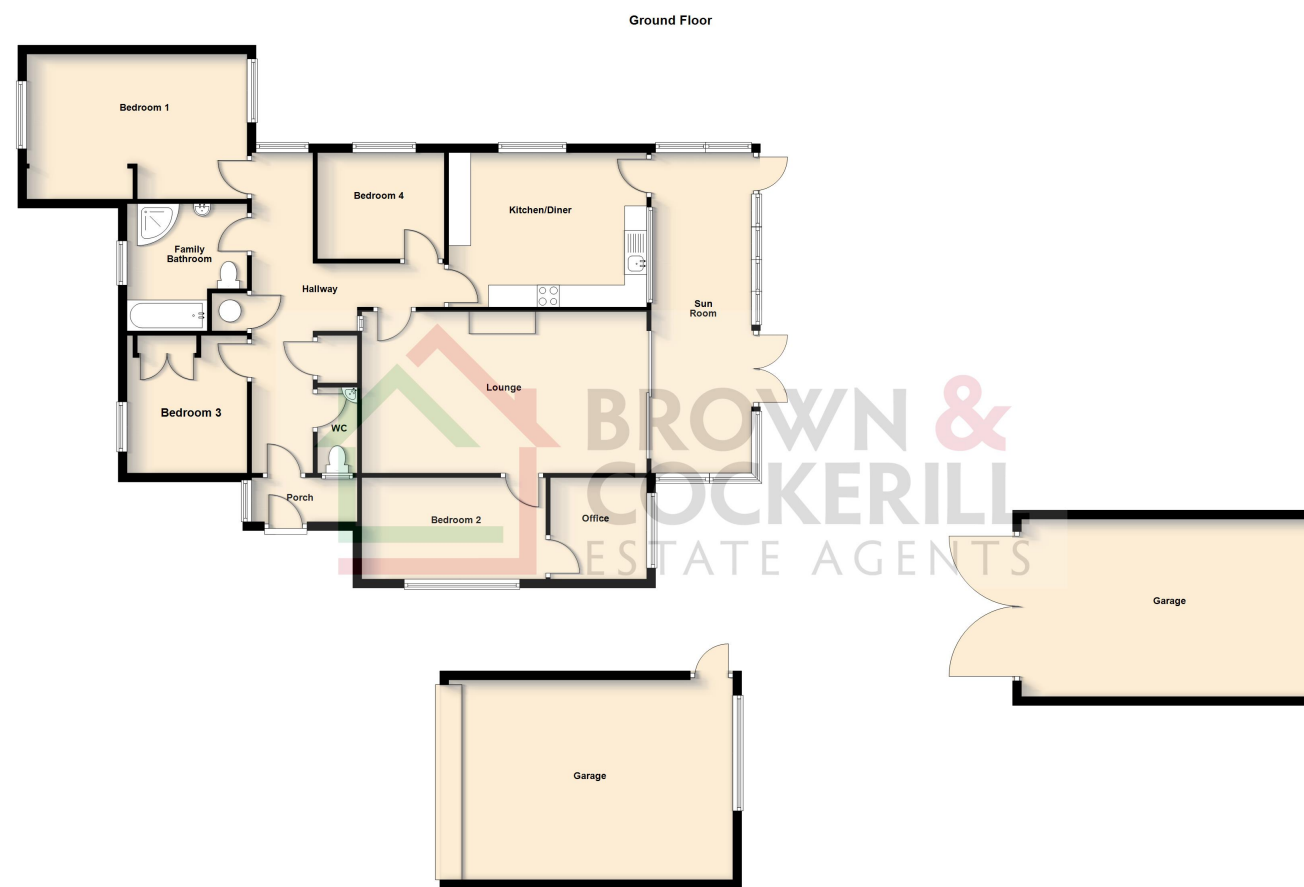 Ground Floor
Bedroom 1
Bedroom 4
Kitchen/Diner
Family
Bathroom
Hallway
Sun
Room
Lounge
Bedroom 3
WC
BROWN &
COCKERILL
ESTATE AGENTS
Porch
Bedroom 2
Office
Garage
Garage